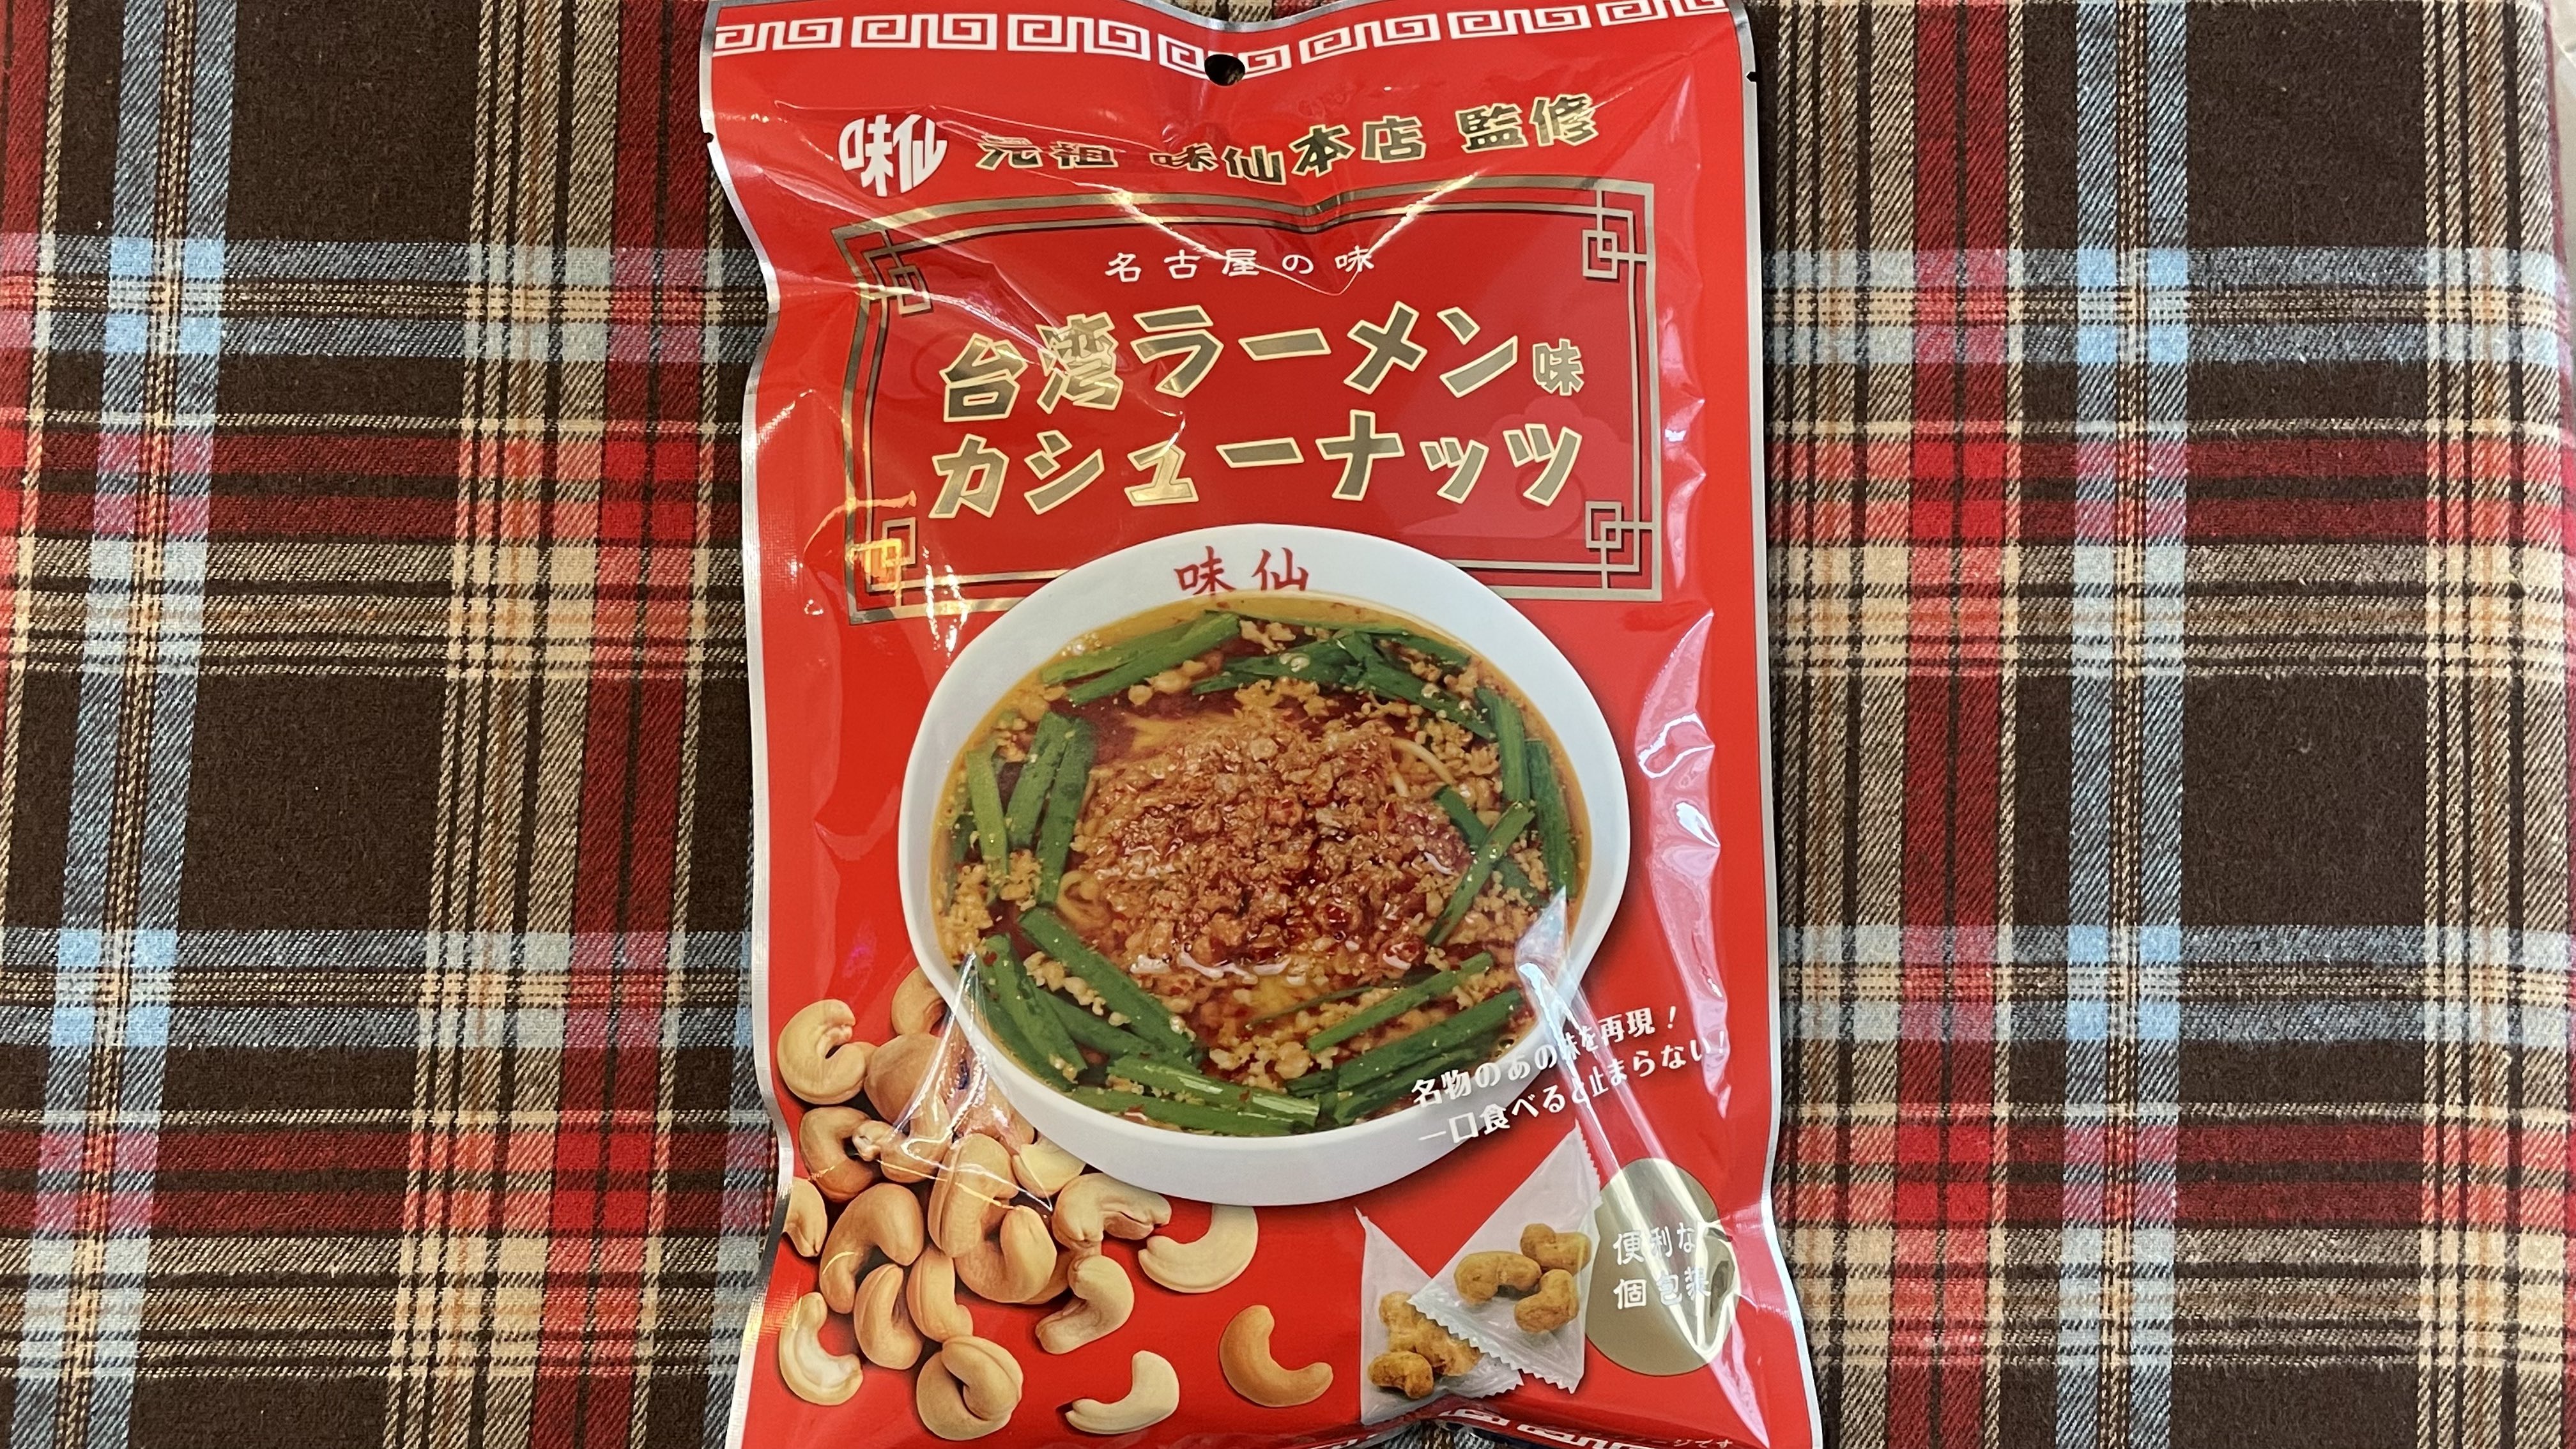 味仙 元祖 味仙本店 監修
名古屋の味
台湾ラーメン味
カシューナッツ
味仙
名物のあの味を再現！
一口食べると止まらない！
便利な
個包装
ジです